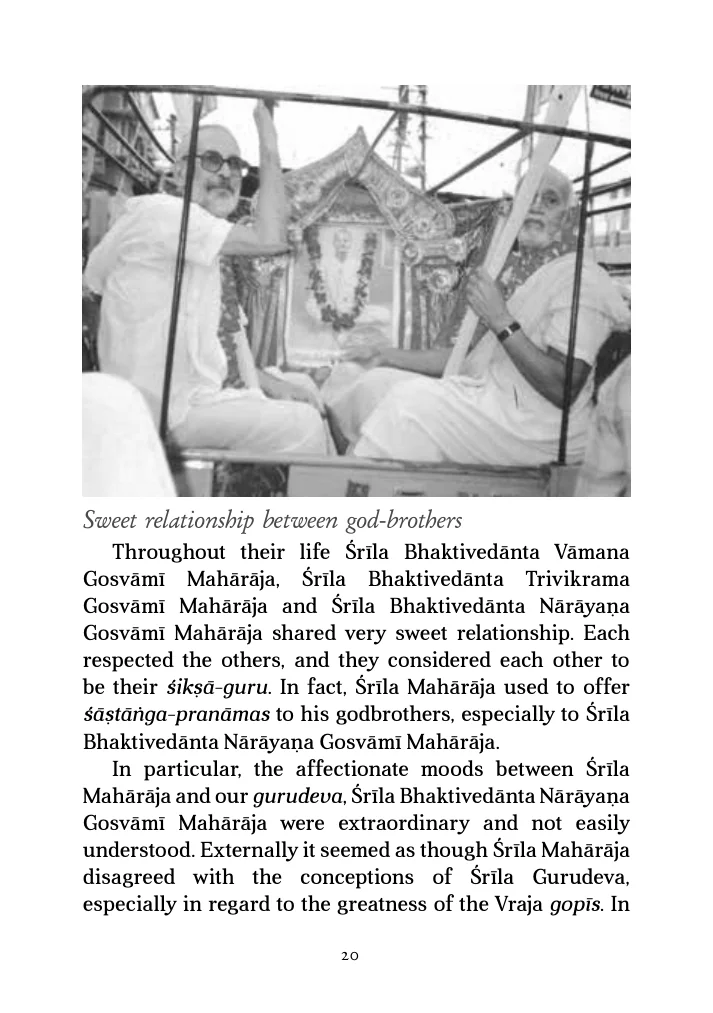 Sweet relationship between god-brothers
Throughout their life Śrīla Bhaktivedānta Vāmana
Gosvāmī Mahārāja, Śrīla Bhaktivedānta Trivikrama
Gosvāmī Mahārāja and Śrīla Bhaktivedānta Nārāyaṇa
Gosvāmī Mahārāja shared very sweet relationship. Each
respected the others, and they considered each other to
be their śikṣā-guru. In fact, Śrīla Mahārāja used to offer
śāṣtāṅga-pranāmas to his godbrothers, especially to Śrīla
Bhaktivedānta Nārāyaṇa Gosvāmī Mahārāja.
In particular, the affectionate moods between Śrīla
Mahārāja and our gurudeva, Śrīla Bhaktivedānta Nārāyaṇa
Gosvāmī Mahārāja were extraordinary and not easily
understood. Externally it seemed as though Śrīla Mahārāja
disagreed with the conceptions of Śrīla Gurudeva,
especially in regard to the greatness of the Vraja gopīs. In
20